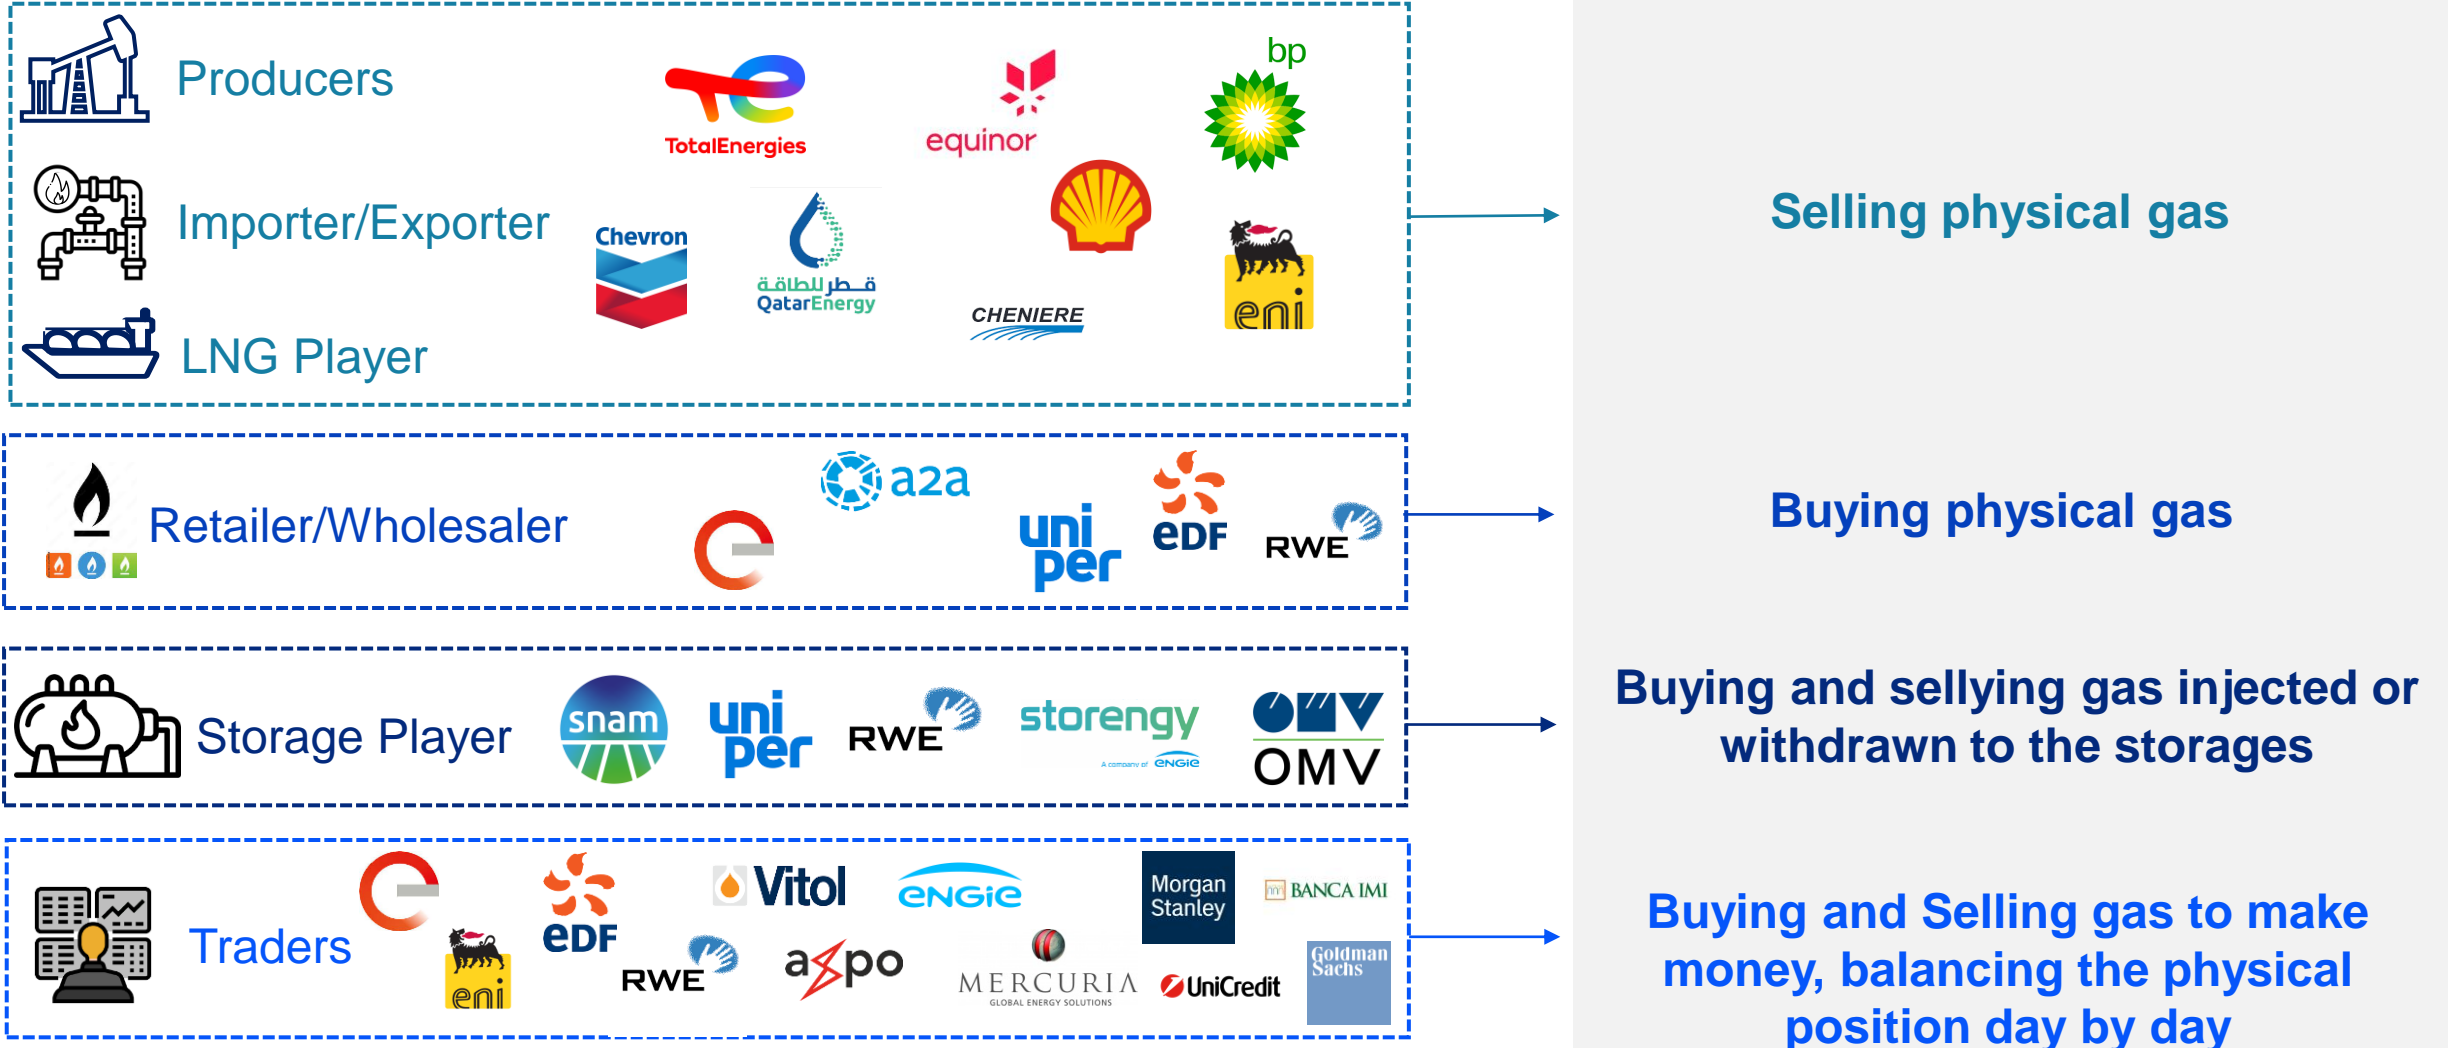 Producers
TotalEnergies
equinor
bp
Importer/Exporter
Chevron
قـطر للطاقة
QatarEnergy
CHENIERE
eni
LNG Player
Selling physical gas
Retailer/Wholesaler
a2a
uni
per
eDF
RWE
Buying physical gas
Storage Player
snam
uni
per
RWE
storengy
A company of ENGIE
OMV
OMV
Buying and sellying gas injected or
withdrawn to the storages
Traders
eni
eDF
RWE
Vitol
axpo
ENGIE
MERCURIA
GLOBAL ENERGY SOLUTIONS
Morgan
Stanley
UniCredit
BANCA IMI
Goldman
Sachs
Buying and Selling gas to make
money, balancing the physical
position day by day